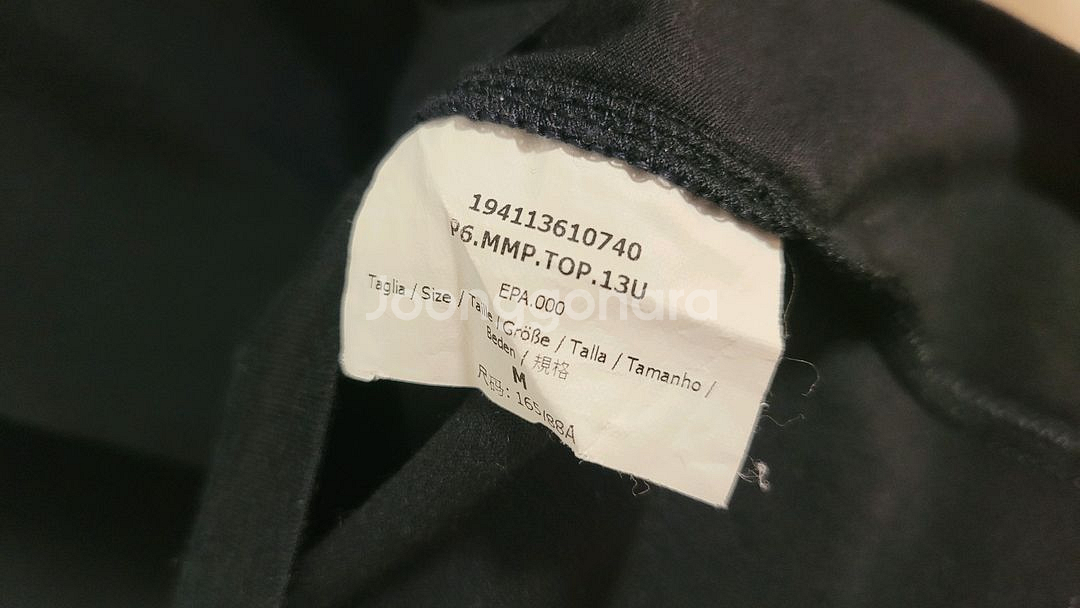 194113610740
P6.MMP.TOP.13U
EPA.000
Taglia / Size / Taille / Größe / Talla / Tamanho /
Beden / 規格
M
尺码: 165/88A
Joonggonara